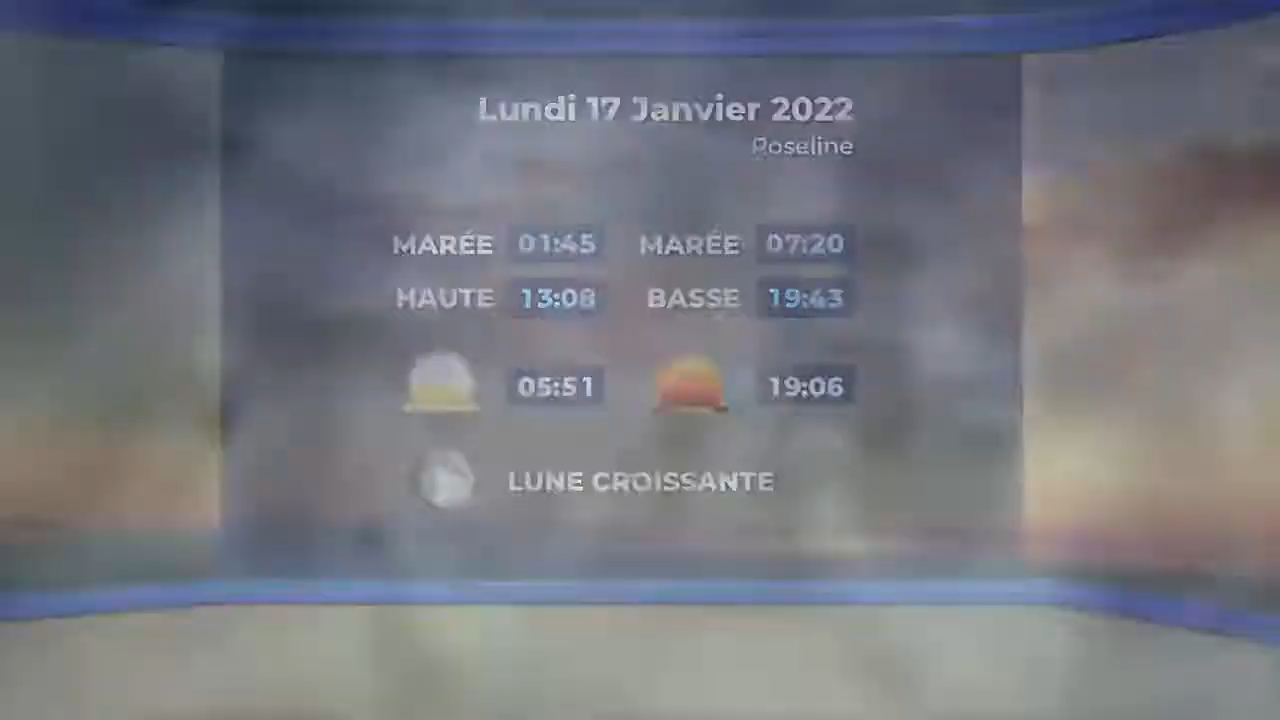 Lundi 17 Janvier 2022
Roseline
MARÉE 01:45 MARÉE 07:20
HAUTE 13:08 BASSE 19:43
05:51 19:06
LUNE CROISSANTE